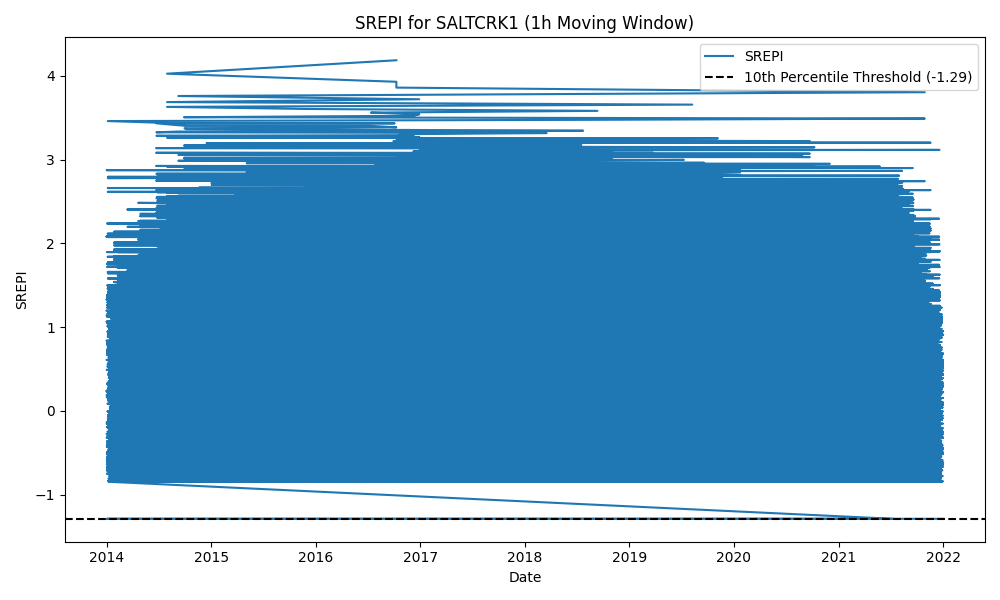 SREPI for SALTCRK1 (1h Moving Window)
SREPI
10th Percentile Threshold (-1.29)
4
3
2
1
0
−1
SREPI
2014 2015 2016 2017 2018 2019 2020 2021 2022
Date